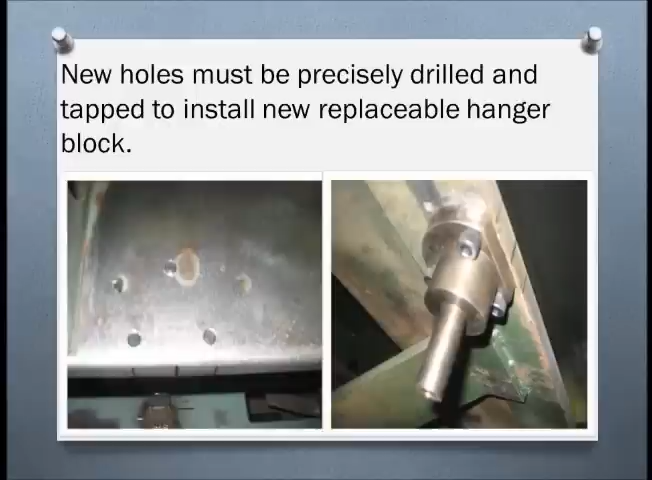 New holes must be precisely drilled and
tapped to install new replaceable hanger
block.